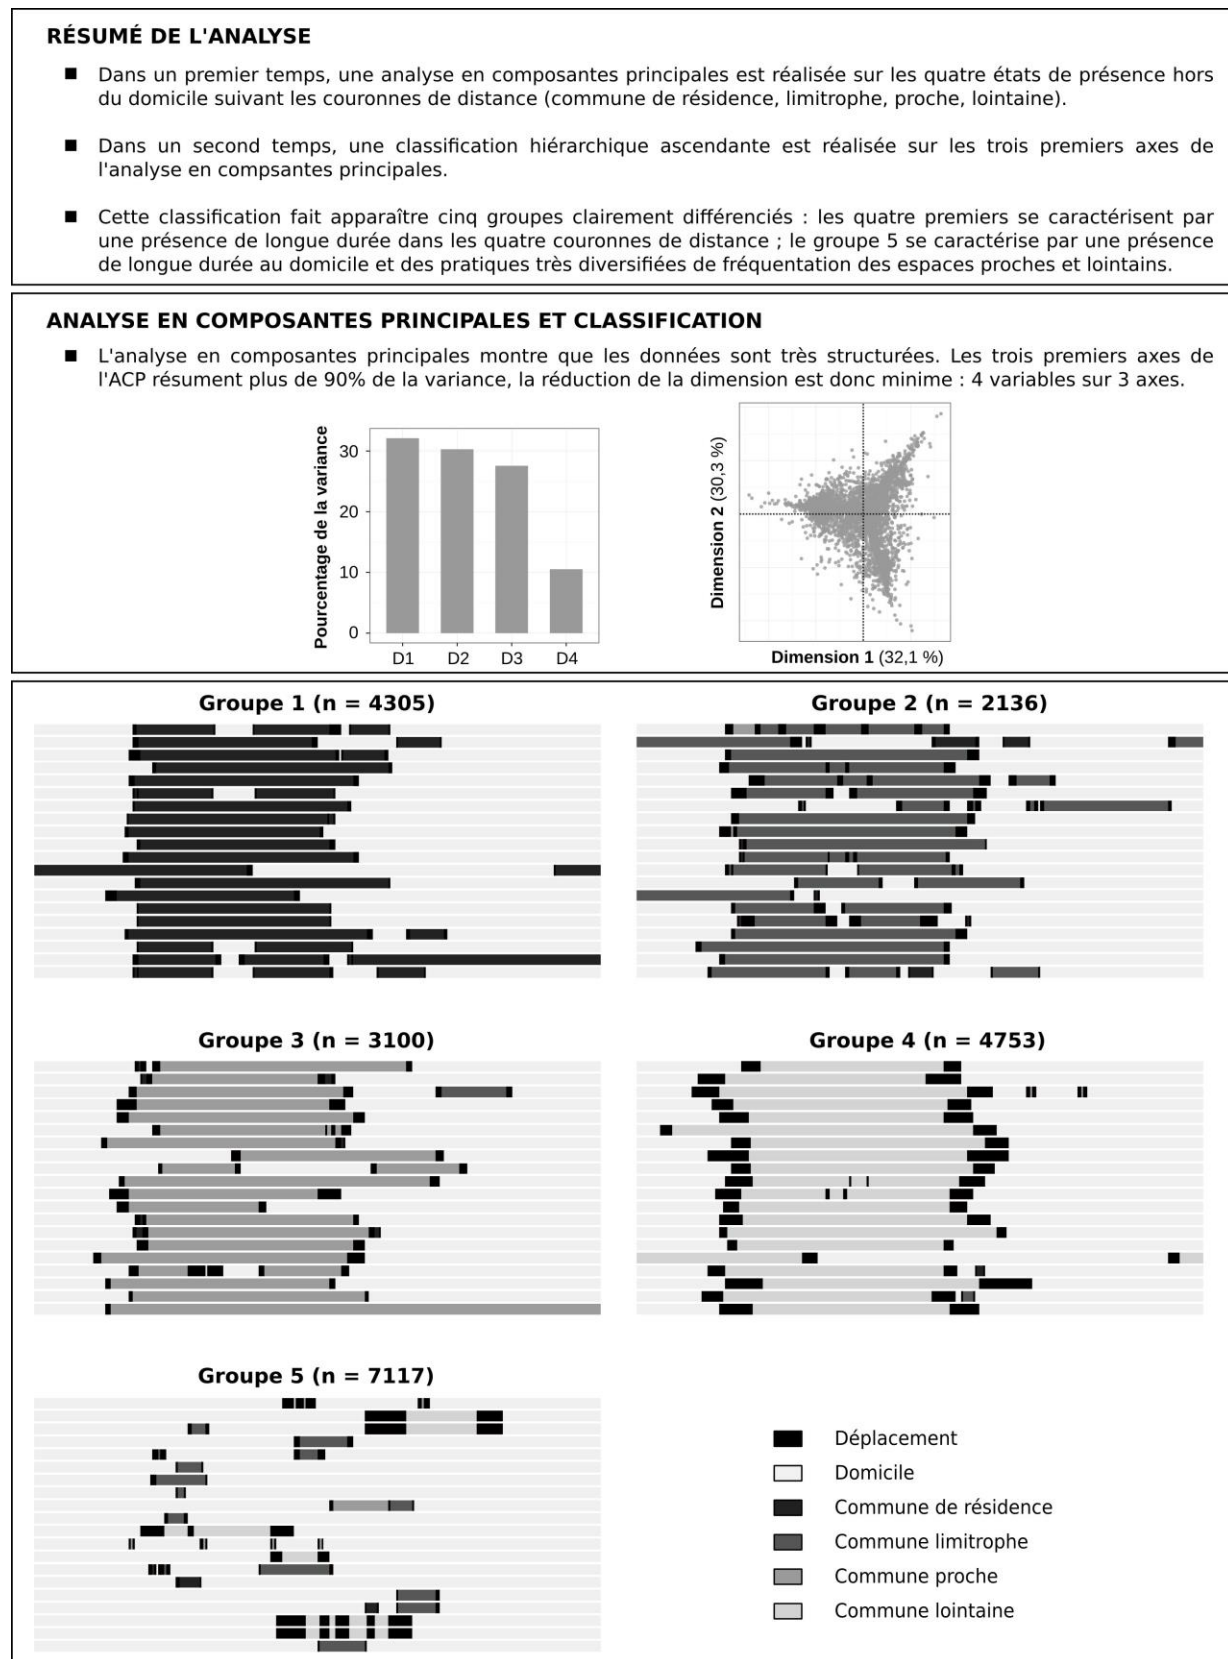 RÉSUMÉ DE L'ANALYSE
■ Dans un premier temps, une analyse en composantes principales est réalisée sur les quatre états de présence hors
du domicile suivant les couronnes de distance (commune de résidence, limitrophe, proche, lointaine).
■ Dans un second temps, une classification hiérarchique ascendante est réalisée sur les trois premiers axes de
l'analyse en compsantes principales.
■ Cette classification fait apparaître cinq groupes clairement différenciés : les quatre premiers se caractérisent par
une présence de longue durée dans les quatre couronnes de distance ; le groupe 5 se caractérise par une présence
de longue durée au domicile et des pratiques très diversifiées de fréquentation des espaces proches et lointains.
ANALYSE EN COMPOSANTES PRINCIPALES ET CLASSIFICATION
■ L'analyse en composantes principales montre que les données sont très structurées. Les trois premiers axes de
l'ACP résument plus de 90% de la variance, la réduction de la dimension est donc minime : 4 variables sur 3 axes.
Pourcentage de la variance
30
20
10
0
D1 D2 D3 D4
Dimension 2 (30,3 %)
Dimension 1 (32,1 %)
Groupe 1 (n = 4305)
Groupe 2 (n = 2136)
Groupe 3 (n = 3100)
Groupe 4 (n = 4753)
Groupe 5 (n = 7117)
Déplacement
Domicile
Commune de résidence
Commune limitrophe
Commune proche
Commune lointaine